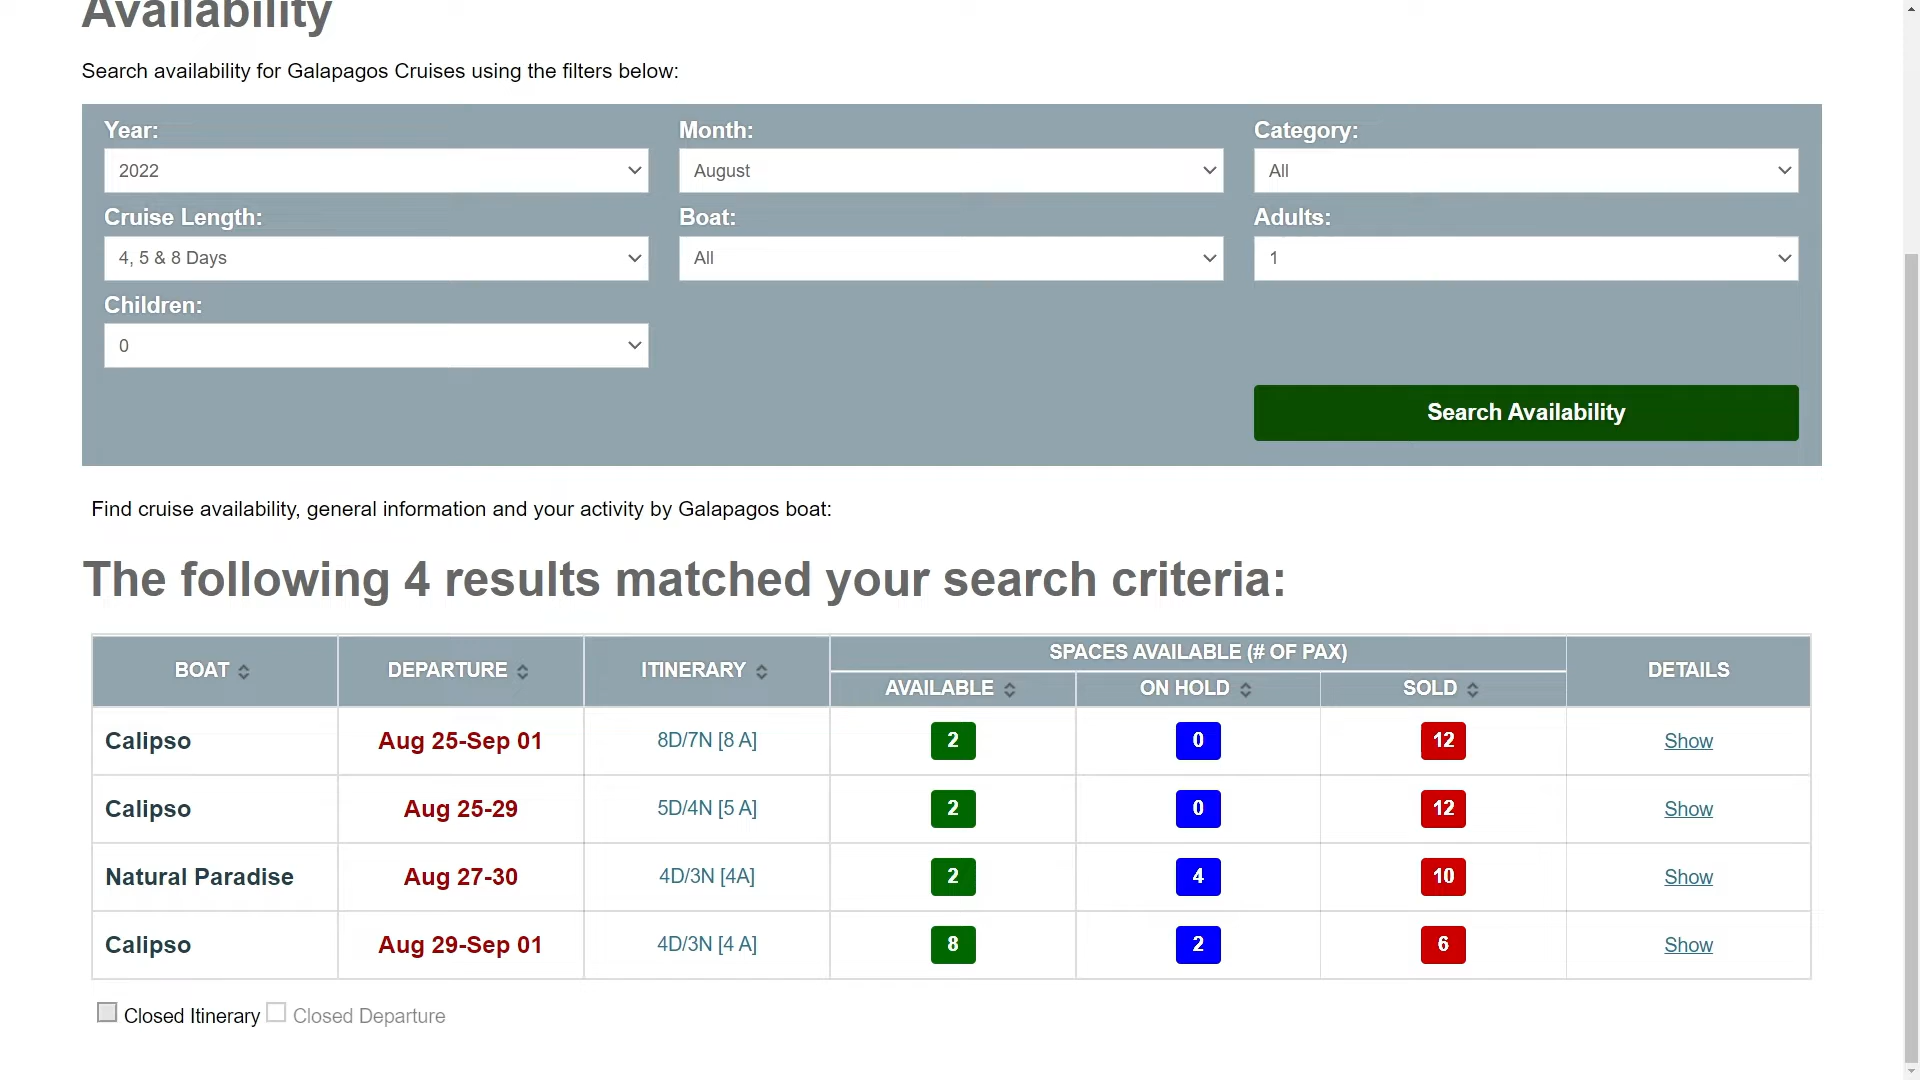 Availability
Search availability for Galapagos Cruises using the filters below:
Year: Month: Category:
2022 August All
Cruise Length: Boat: Adults:
4, 5 & 8 Days All 1
Children:
0
Search Availability
Find cruise availability, general information and your activity by Galapagos boat:
The following 4 results matched your search criteria:
BOAT DEPARTURE ITINERARY SPACES AVAILABLE (# OF PAX) DETAILS
AVAILABLE ON HOLD SOLD
Calipso Aug 25-Sep 01 8D/7N [8 A] 2 0 12 Show
Calipso Aug 25-29 5D/4N [5 A] 2 0 12 Show
Natural Paradise Aug 27-30 4D/3N [4A] 2 4 10 Show
Calipso Aug 29-Sep 01 4D/3N [4 A] 8 2 6 Show
Closed Itinerary Closed Departure